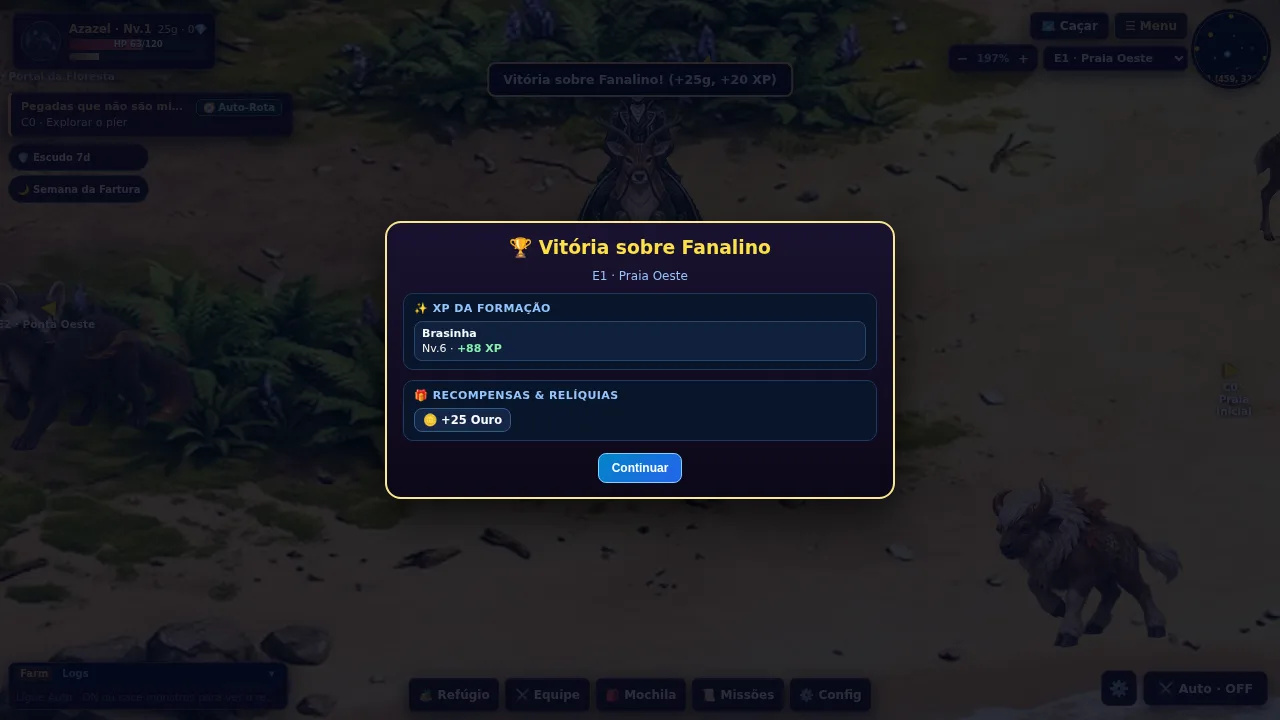 Azazel · Nv.1 25g · 0💎
HP 63/120
Portal da Floresta
Pegadas que não são mi… Auto-Rota
C0 · Explorar o píer
Escudo 7d
Semana da Fartura
Vitória sobre Fanalino! (+25g, +20 XP)
Caçar ☰ Menu
− 197% + E1 · Praia Oeste
E2 · Ponta Oeste
🏆 Vitória sobre Fanalino
E1 · Praia Oeste
✨ XP DA FORMAÇÃO
Brasinha
Nv.6 · +88 XP
🎁 RECOMPENSAS & RELÍQUIAS
🪙 +25 Ouro
Continuar
C0 ·
Praia
Inicial
Farm Logs
Refúgio Equipe Mochila Missões Config
Auto · OFF